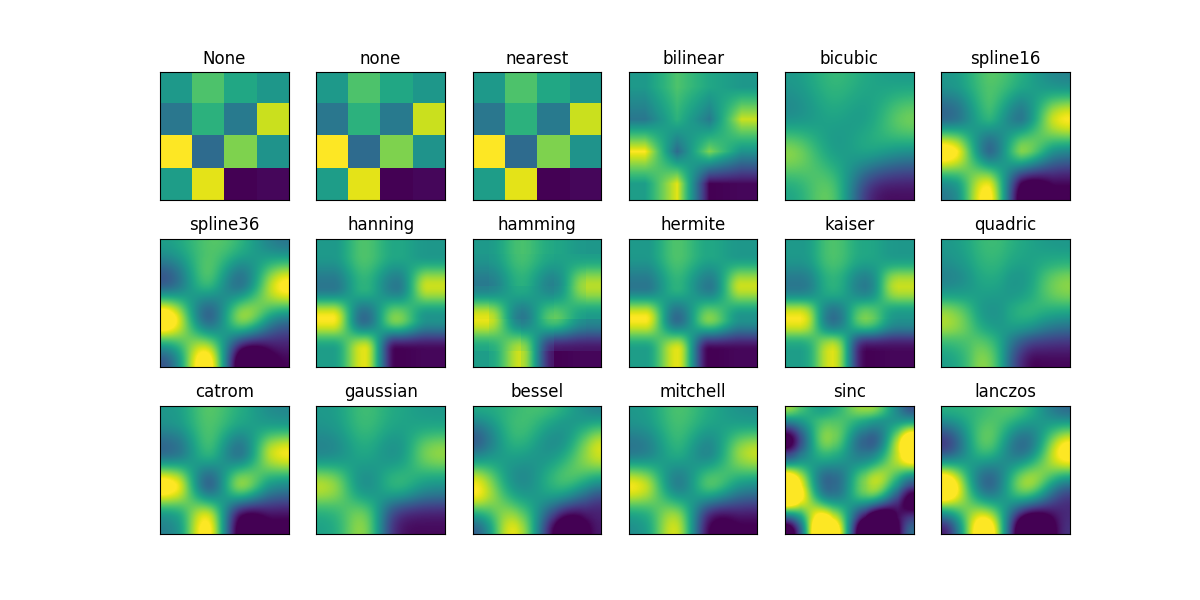 None none nearest bilinear bicubic spline16
spline36 hanning hamming hermite kaiser quadric
catrom gaussian bessel mitchell sinc lanczos